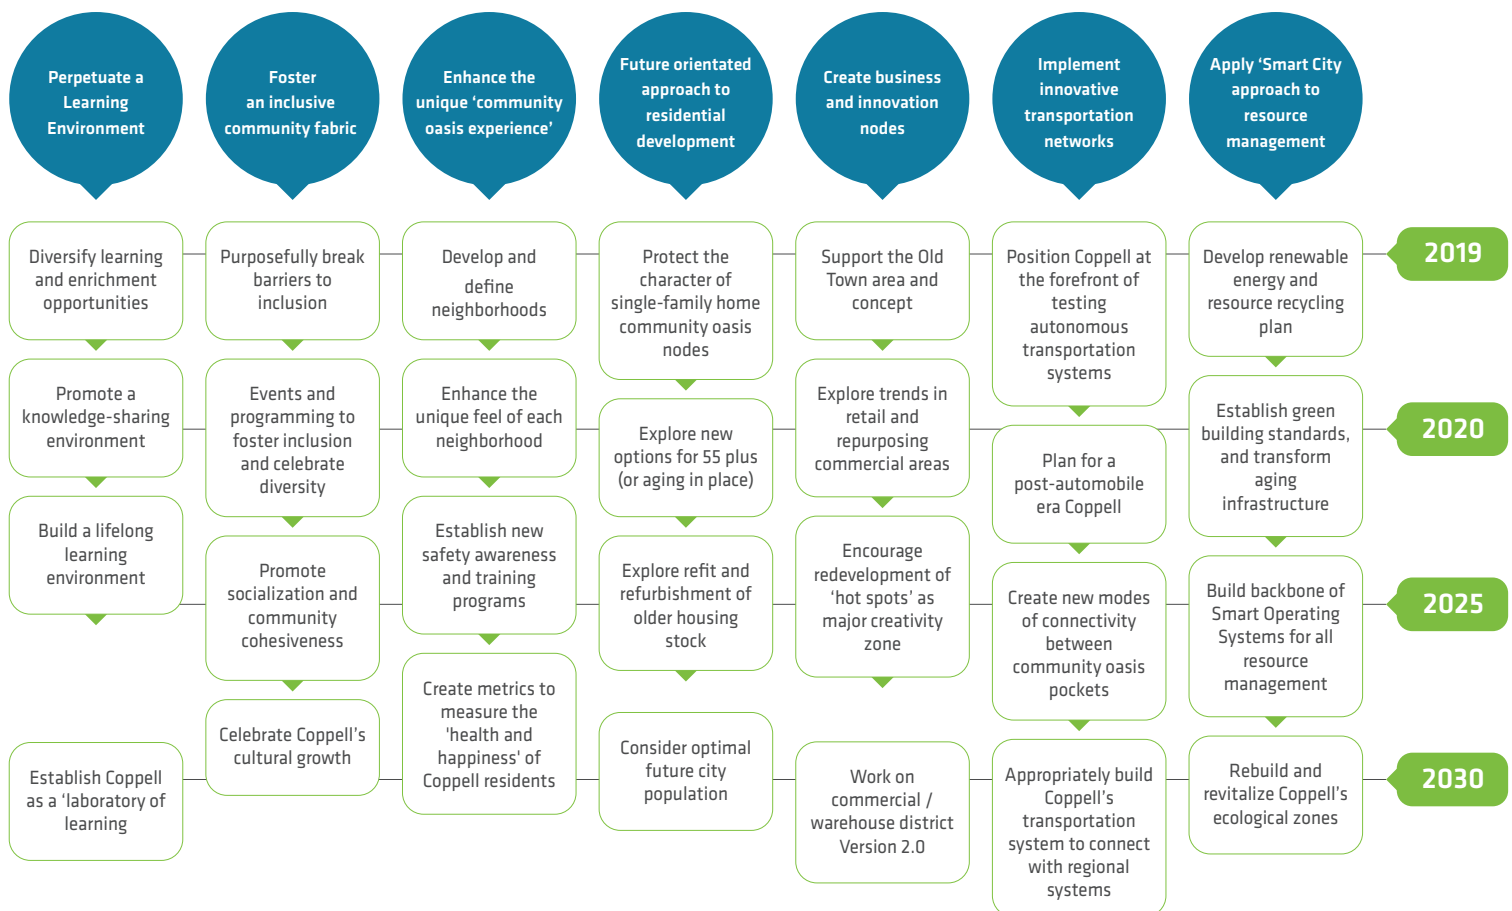 Perpetuate a
Learning
Environment
Foster
an inclusive
community fabric
Enhance the
unique ‘community
oasis experience’
Future orientated
approach to
residential
development
Create business
and innovation
nodes
Implement
innovative
transportation
networks
Apply ‘Smart City
approach to
resource
management
Diversify learning
and enrichment
opportunities
Purposefully break
barriers to
inclusion
Develop and
define
neighborhoods
Protect the
character of
single-family home
community oasis
nodes
Support the Old
Town area and
concept
Position Coppell at
the forefront of
testing
autonomous
transportation
systems
Develop renewable
energy and
resource recycling
plan
2019
Promote a
knowledge-sharing
environment
Events and
programming to
foster inclusion
and celebrate
diversity
Enhance the
unique feel of each
neighborhood
Explore new
options for 55 plus
(or aging in place)
Explore trends in
retail and
repurposing
commercial areas
Plan for a
post-automobile
era Coppell
Establish green
building standards,
and transform
aging
infrastructure
2020
Build a lifelong
learning
environment
Promote
socialization and
community
cohesiveness
Establish new
safety awareness
and training
programs
Explore refit and
refurbishment of
older housing
stock
Encourage
redevelopment of
‘hot spots’ as
major creativity
zone
Create new modes
of connectivity
between
community oasis
pockets
Build backbone of
Smart Operating
Systems for all
resource
management
2025
Establish Coppell
as a ‘laboratory of
learning
Celebrate Coppell’s
cultural growth
Create metrics to
measure the
'health and
happiness' of
Coppell residents
Consider optimal
future city
population
Work on
commercial /
warehouse district
Version 2.0
Appropriately build
Coppell’s
transportation
system to connect
with regional
systems
Rebuild and
revitalize Coppell’s
ecological zones
2030